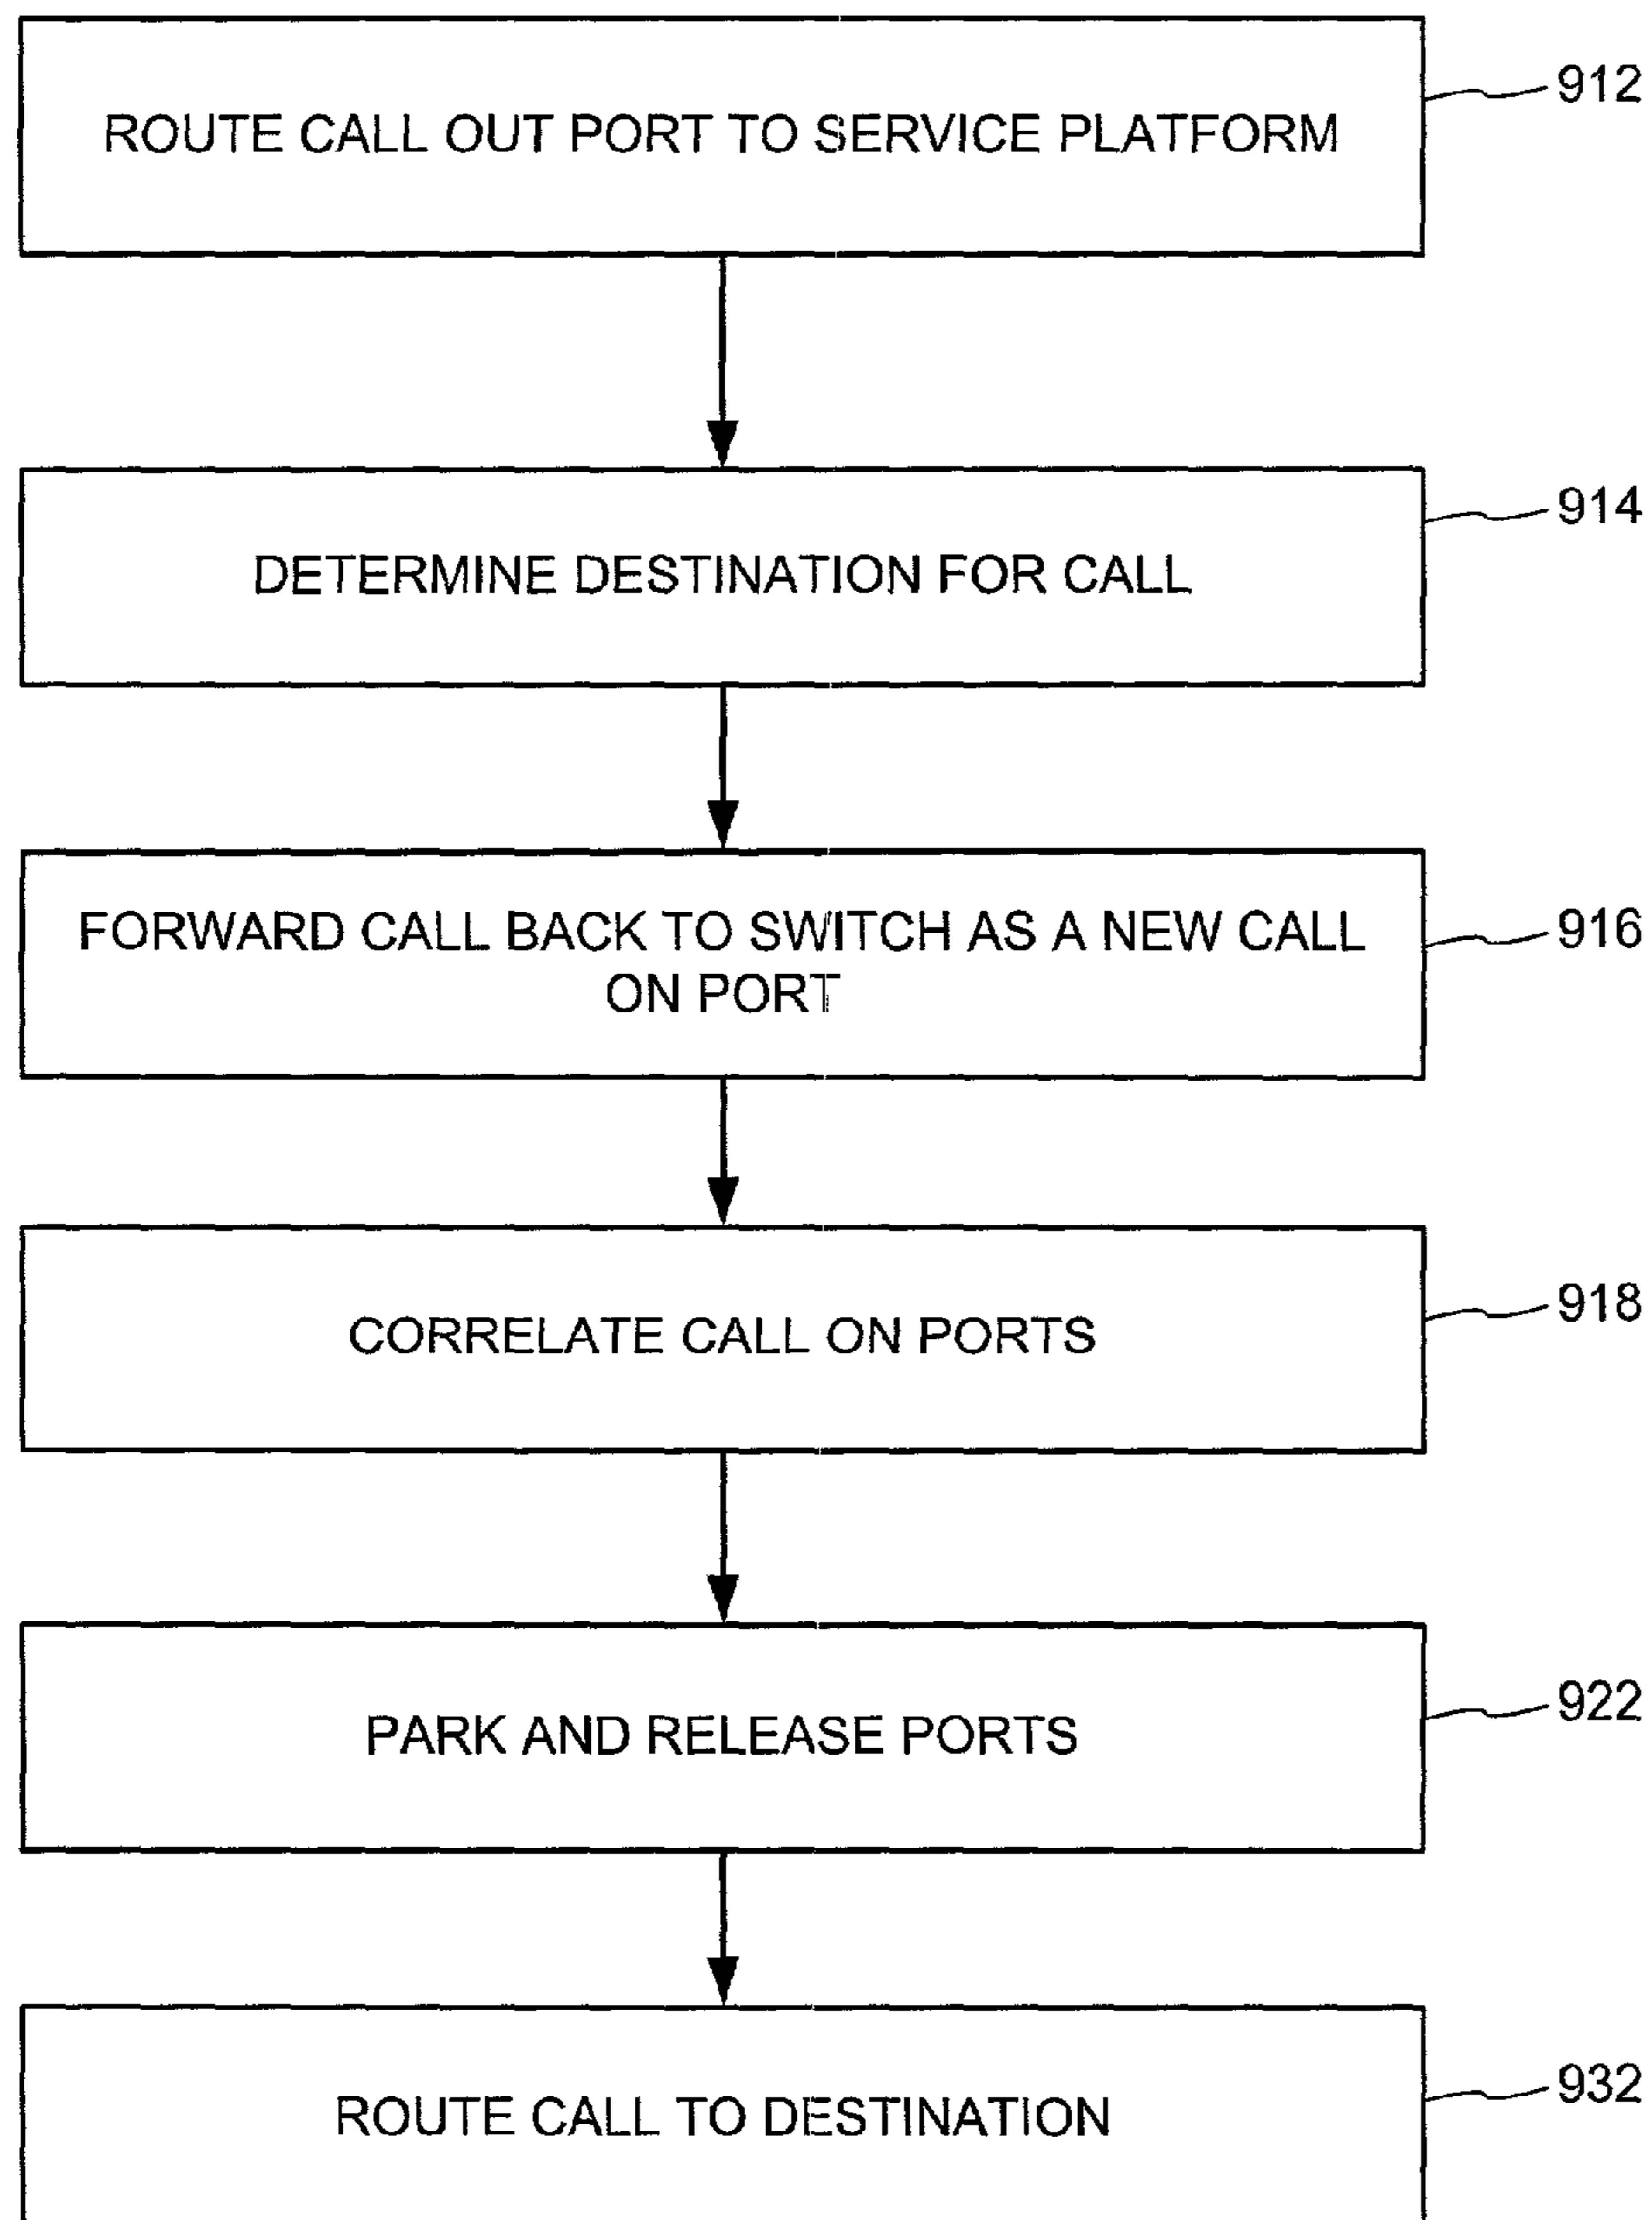 ROUTE CALL OUT PORT TO SERVICE PLATFORM
912
DETERMINE DESTINATION FOR CALL
914
FORWARD CALL BACK TO SWITCH AS A NEW CALL
ON PORT
916
CORRELATE CALL ON PORTS
918
PARK AND RELEASE PORTS
922
ROUTE CALL TO DESTINATION
932